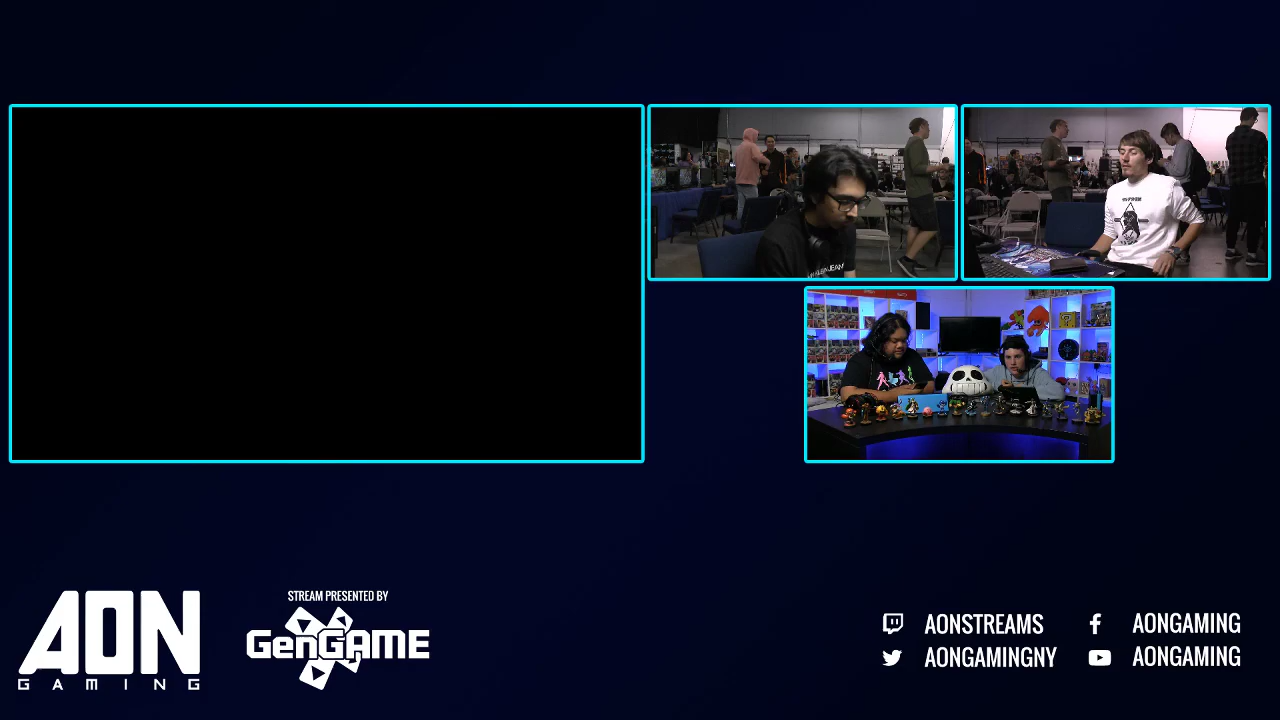 AON
GAMING
STREAM PRESENTED BY
GENGAME
AONSTREAMS
AONGAMING
AONGAMINGNY
AONGAMING